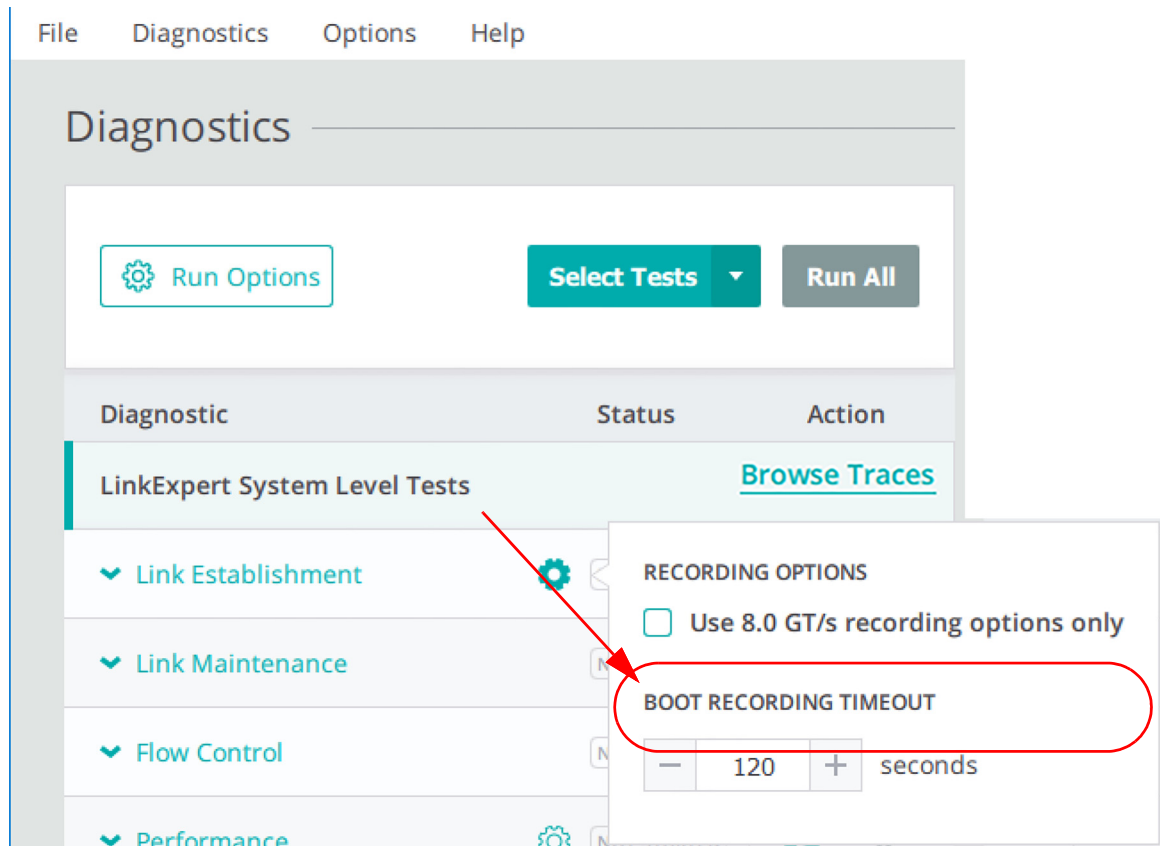 File Diagnostics Options Help
Diagnostics
Run Options Select Tests Run All
Diagnostic Status Action
LinkExpert System Level Tests Browse Traces
Link Establishment
RECORDING OPTIONS
Use 8.0 GT/s recording options only
Link Maintenance
BOOT RECORDING TIMEOUT
Flow Control
120 seconds
Performance